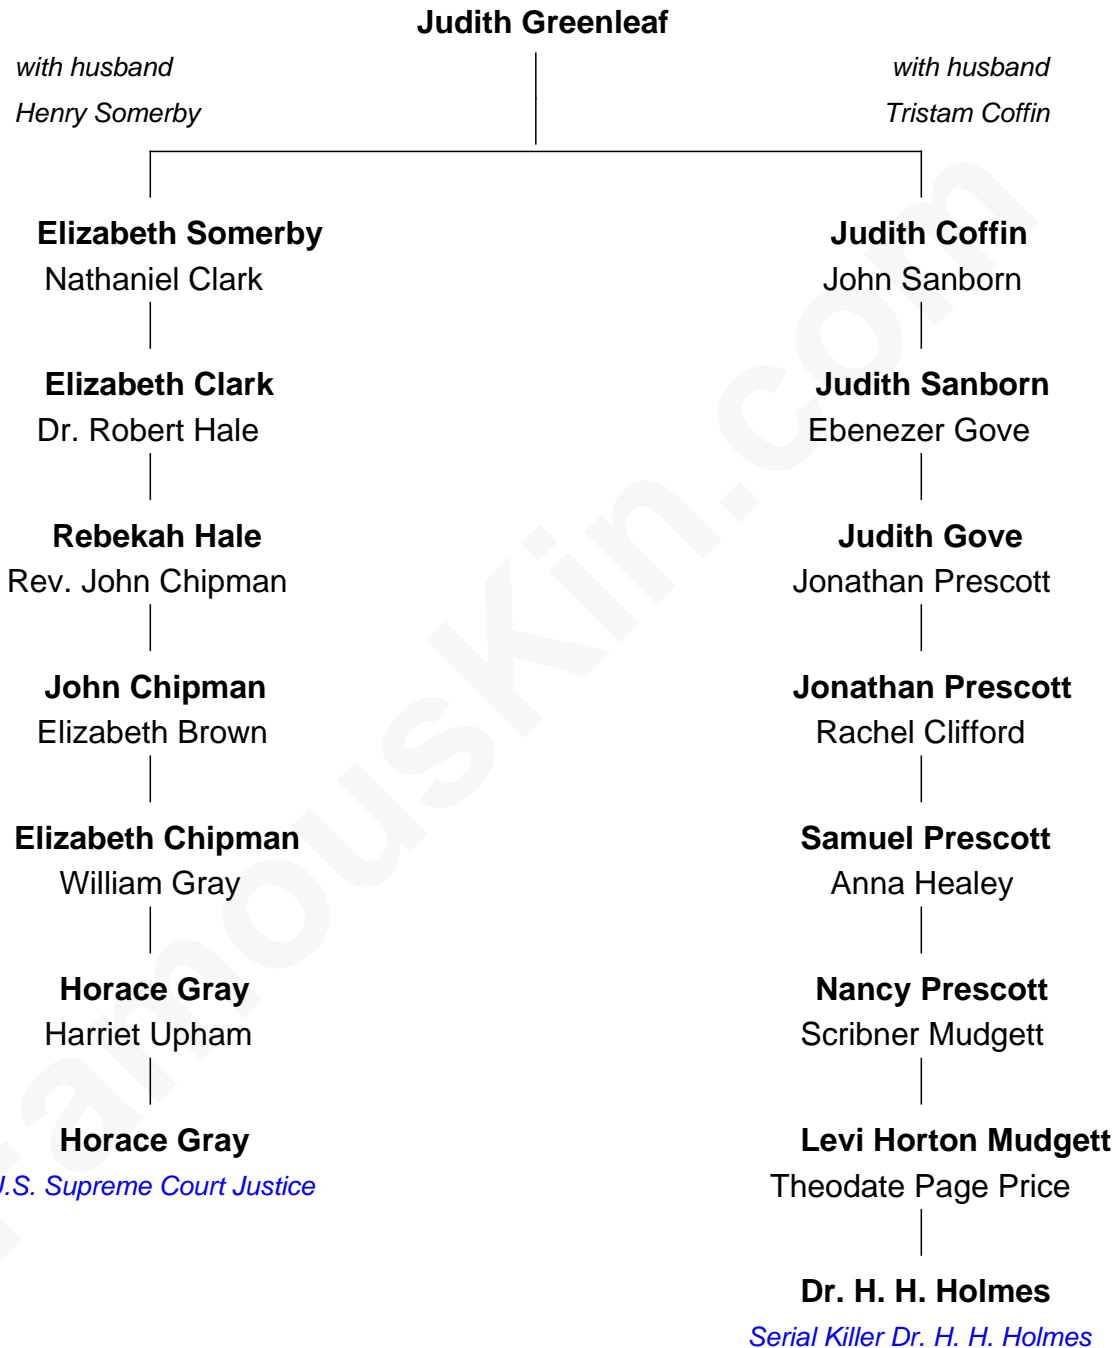 Judith Greenleaf
with husband
Henry Somerby
with husband
Tristam Coffin
Elizabeth Somerby
Nathaniel Clark
Judith Coffin
John Sanborn
Elizabeth Clark
Dr. Robert Hale
Judith Sanborn
Ebenezer Gove
Rebekah Hale
Rev. John Chipman
Judith Gove
Jonathan Prescott
John Chipman
Elizabeth Brown
Jonathan Prescott
Rachel Clifford
Elizabeth Chipman
William Gray
Samuel Prescott
Anna Healey
Horace Gray
Harriet Upham
Nancy Prescott
Scribner Mudgett
Horace Gray
U.S. Supreme Court Justice
Levi Horton Mudgett
Theodate Page Price
Dr. H. H. Holmes
Serial Killer Dr. H. H. Holmes
FamousKin.com